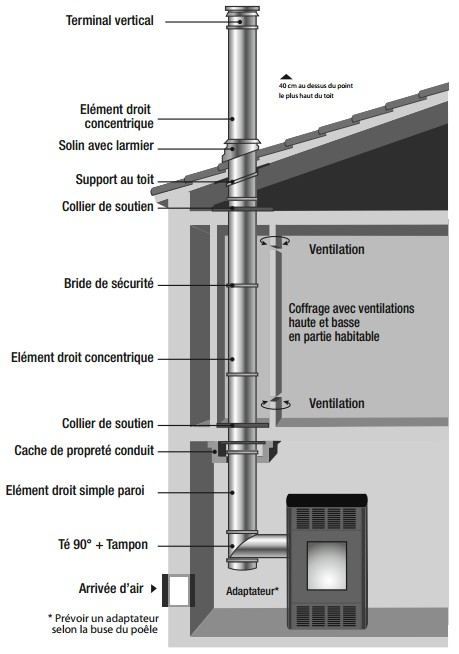 Terminal vertical
40 cm au dessus du point
le plus haut du toit
Elément droit
concentrique
Solin avec larmier
Support au toit
Collier de soutien
Ventilation
Bride de sécurité
Coffrage avec ventilations
haute et basse
en partie habitable
Elément droit concentrique
Ventilation
Collier de soutien
Cache de propreté conduit
Elément droit simple paroi
Té 90° + Tampon
Arrivée d'air
Adaptateur*
* Prévoir un adaptateur
selon la buse du poêle